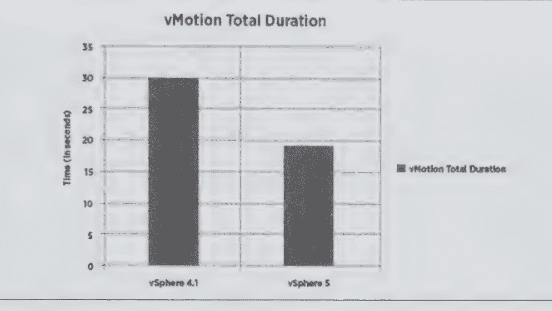 vMotion Total Duration
35
30
25
20
15
10
5
0
Time (in seconds)
vSphere 4.1
vSphere 5
vMotion Total Duration